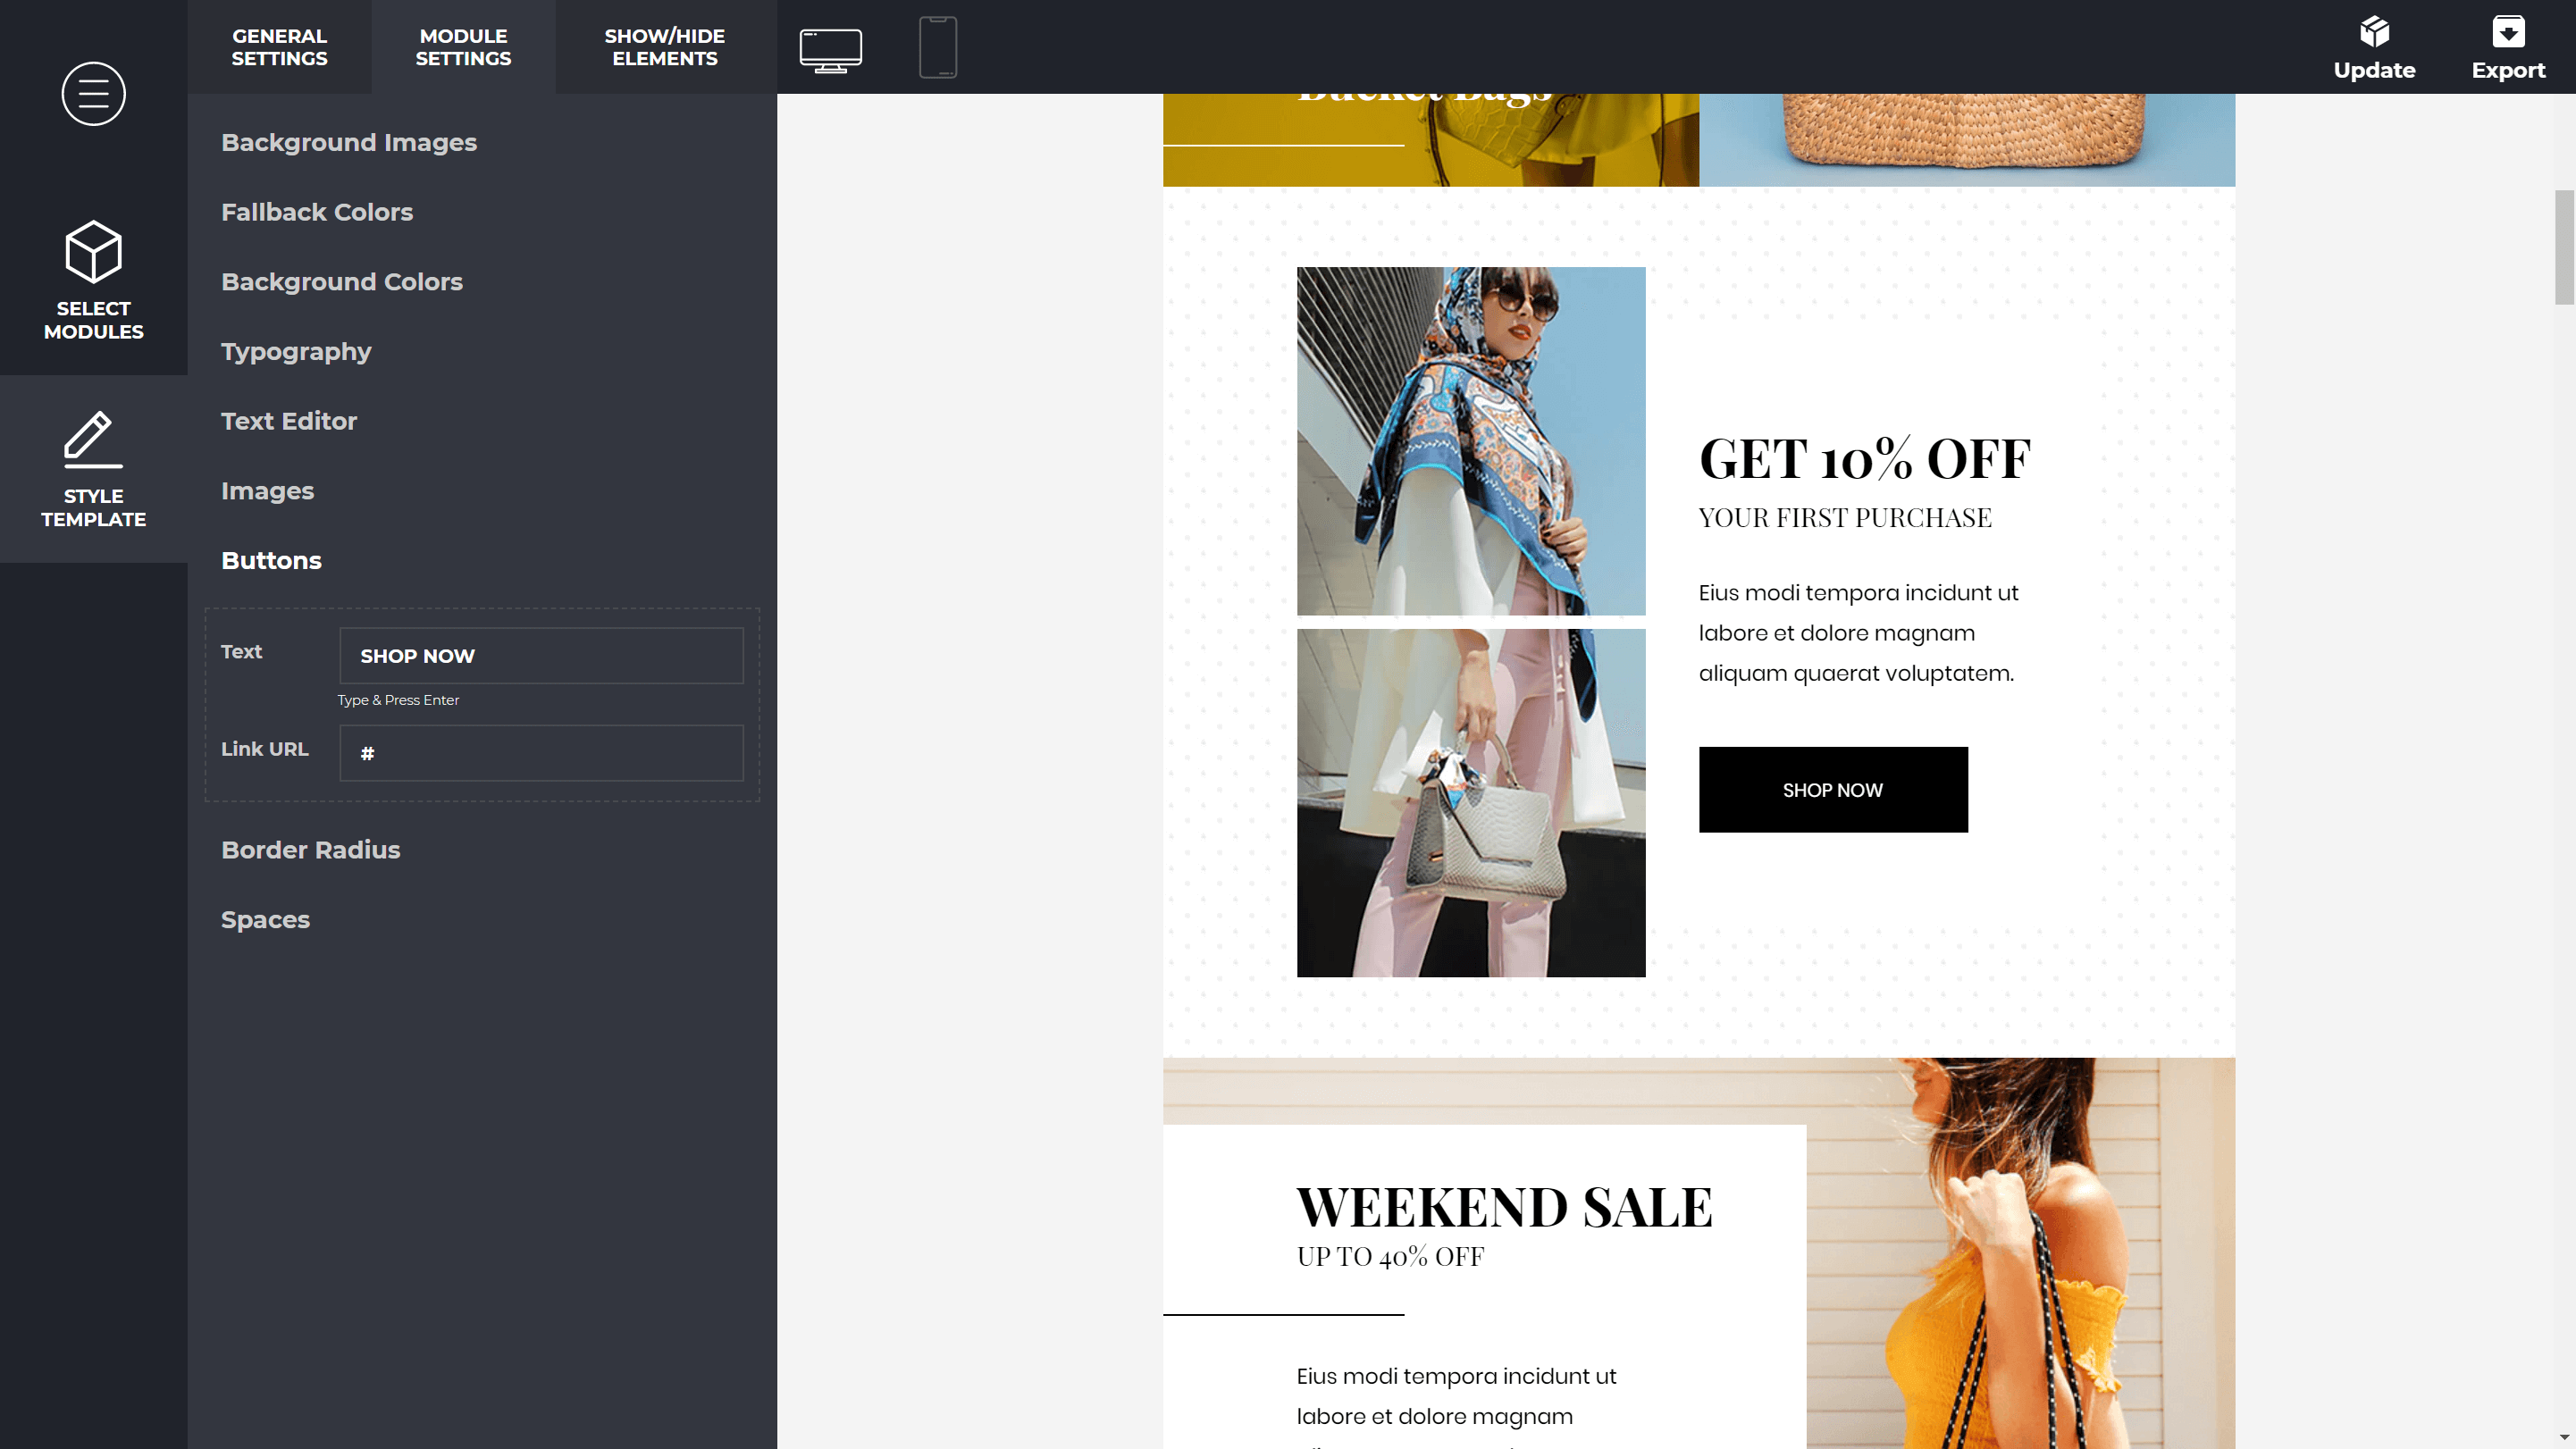 GENERAL
SETTINGS
MODULE
SETTINGS
SHOW/HIDE
ELEMENTS
Update
Export
SELECT
MODULES
STYLE
TEMPLATE
Background Images
Fallback Colors
Background Colors
Typography
Text Editor
Images
Buttons
Text
SHOP NOW
Type & Press Enter
Link URL
#
Border Radius
Spaces
Bucket Bags
GET 10% OFF
YOUR FIRST PURCHASE
Eius modi tempora incidunt ut
labore et dolore magnam
aliquam quaerat voluptatem.
SHOP NOW
WEEKEND SALE
UP TO 40% OFF
Eius modi tempora incidunt ut
labore et dolore magnam